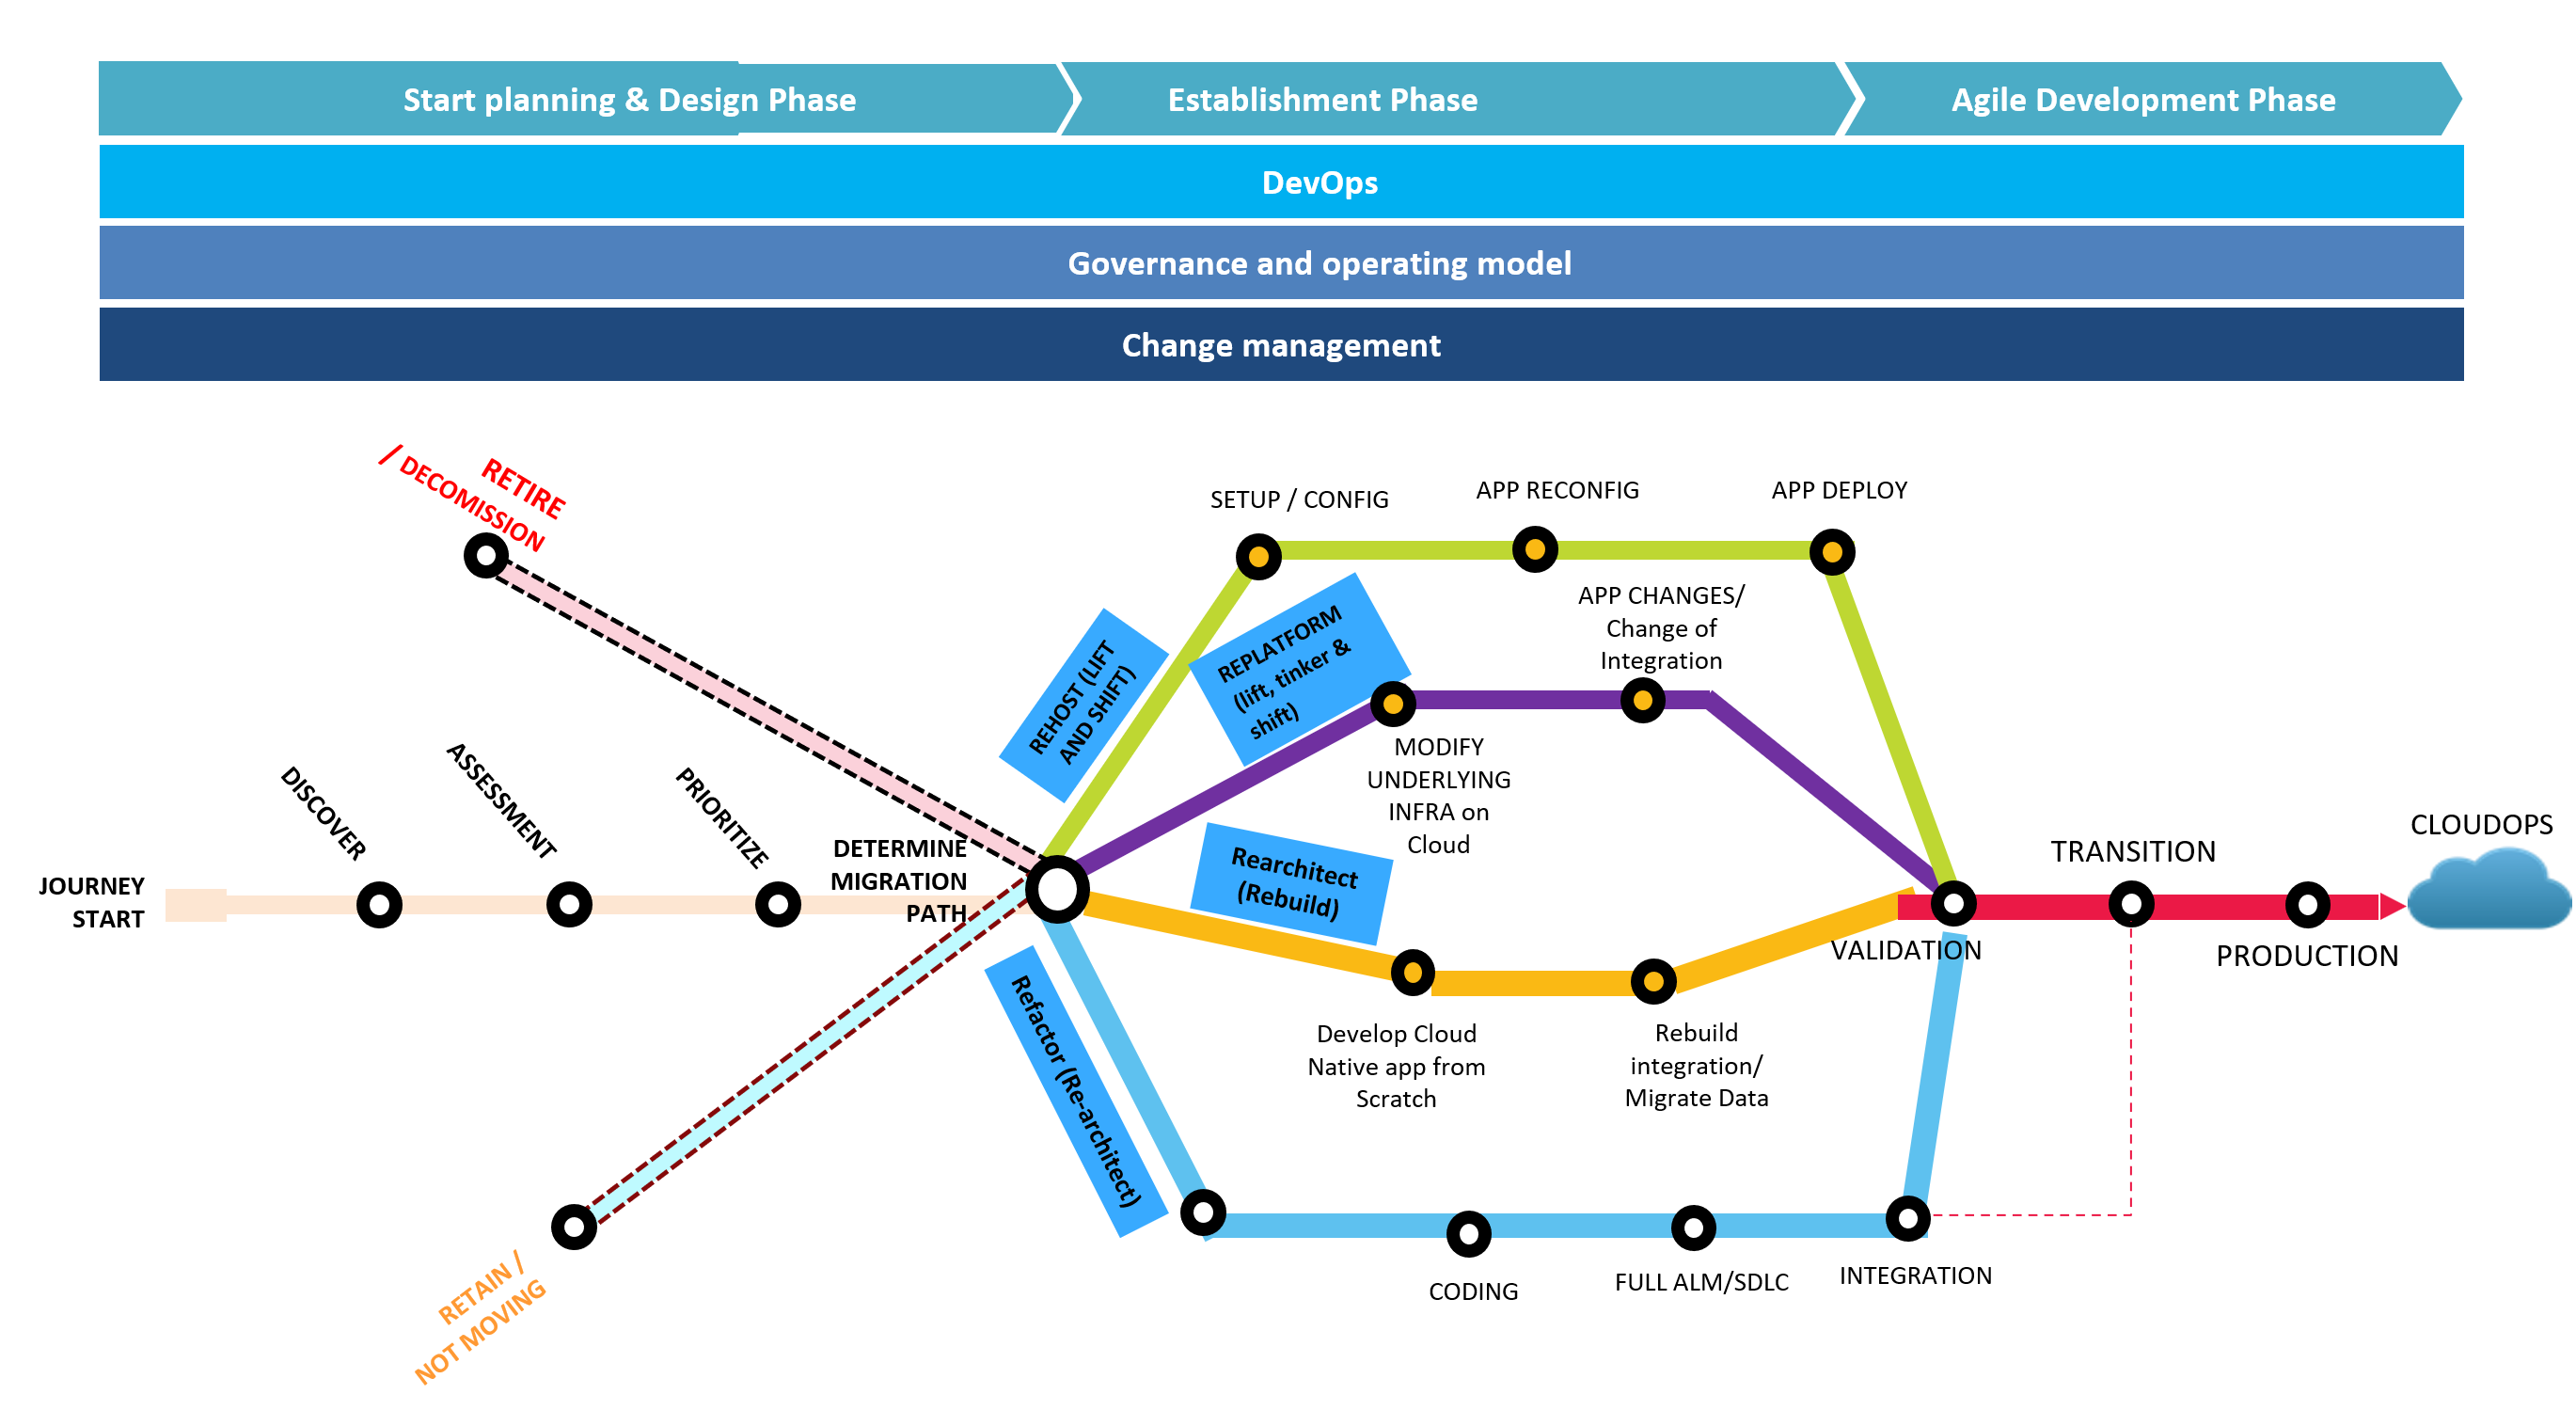 Start planning & Design Phase
Establishment Phase
Agile Development Phase
DevOps
Governance and operating model
Change management
RETIRE
/ DECOMISSION
SETUP / CONFIG
APP RECONFIG
APP DEPLOY
REHOST (LIFT
AND SHIFT)
REPLATFORM
(lift, tinker &
shift)
APP CHANGES/
Change of
Integration
MODIFY
UNDERLYING
INFRA on
Cloud
JOURNEY
START
DISCOVER
ASSESSMENT
PRIORITIZE
DETERMINE
MIGRATION
PATH
Rearchitect
(Rebuild)
Develop Cloud
Native app from
Scratch
Rebuild
integration/
Migrate Data
VALIDATION
TRANSITION
PRODUCTION
CLOUDOPS
Refactor (Re-architect)
CODING
FULL ALM/SDLC
INTEGRATION
RETAIN /
NOT MOVING